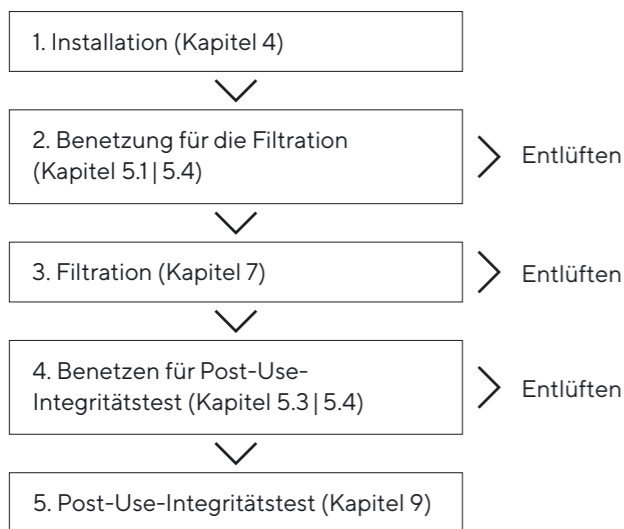 1. Installation (Kapitel 4)
2. Benetzung für die Filtration
(Kapitel 5.1 | 5.4)
Entlüften
3. Filtration (Kapitel 7)
Entlüften
4. Benetzen für Post-Use-
Integritätstest (Kapitel 5.3 | 5.4)
Entlüften
5. Post-Use-Integritätstest (Kapitel 9)